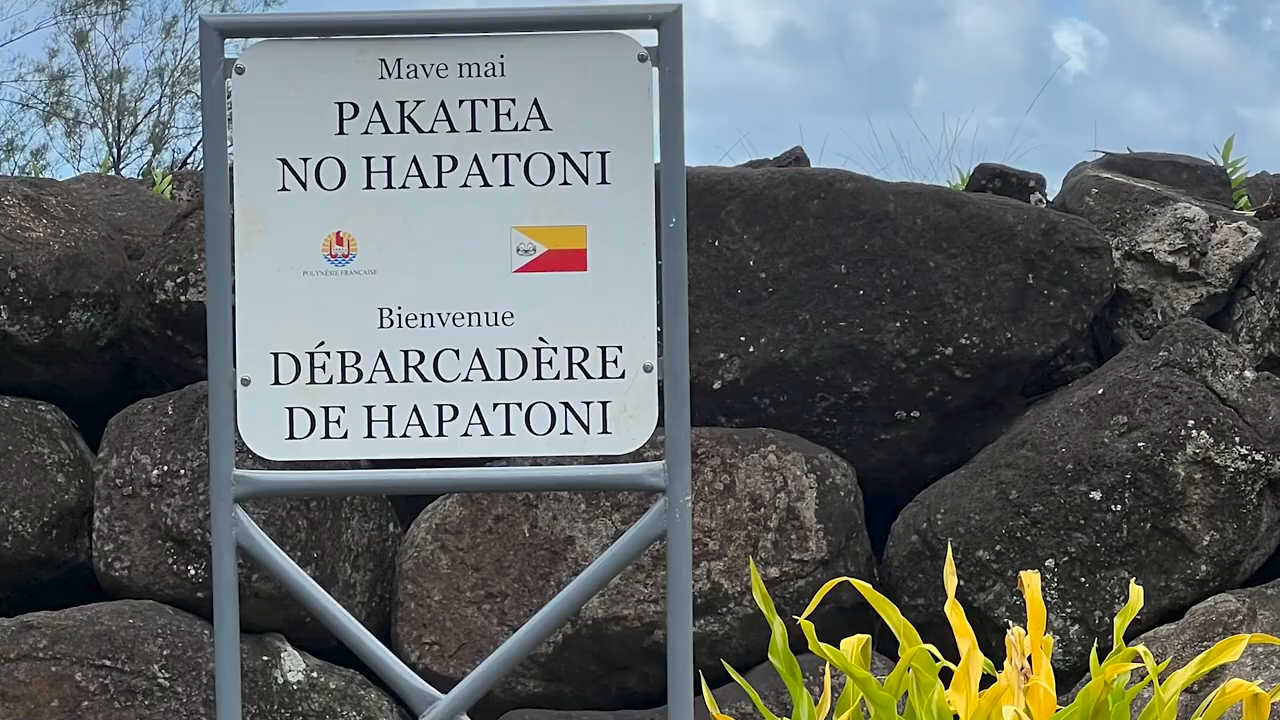 Mave mai
PAKATEA
NO HAPATONI
POLYNÉSIE FRANÇAISE
Bienvenue
DÉBARCADÈRE
DE HAPATONI